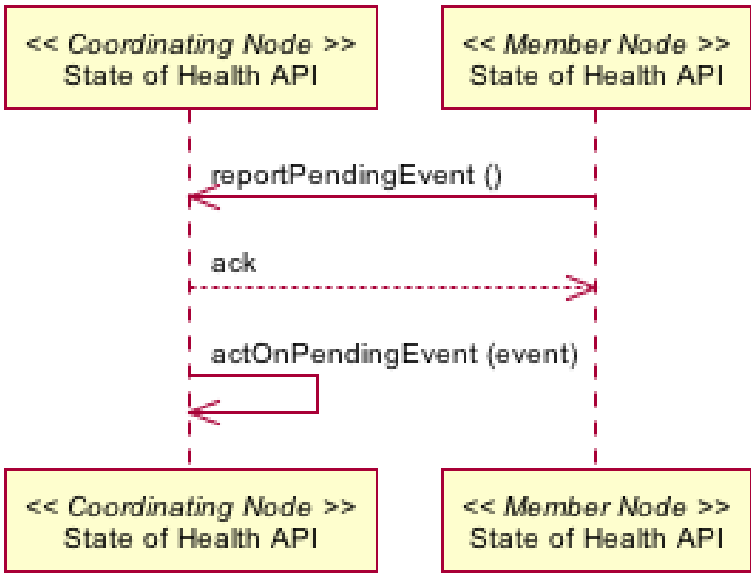 << Coordinating Node >>
State of Health API
<< Member Node >>
State of Health API
reportPendingEvent ()
ack
actOnPendingEvent (event)
<< Coordinating Node >>
State of Health API
<< Member Node >>
State of Health API